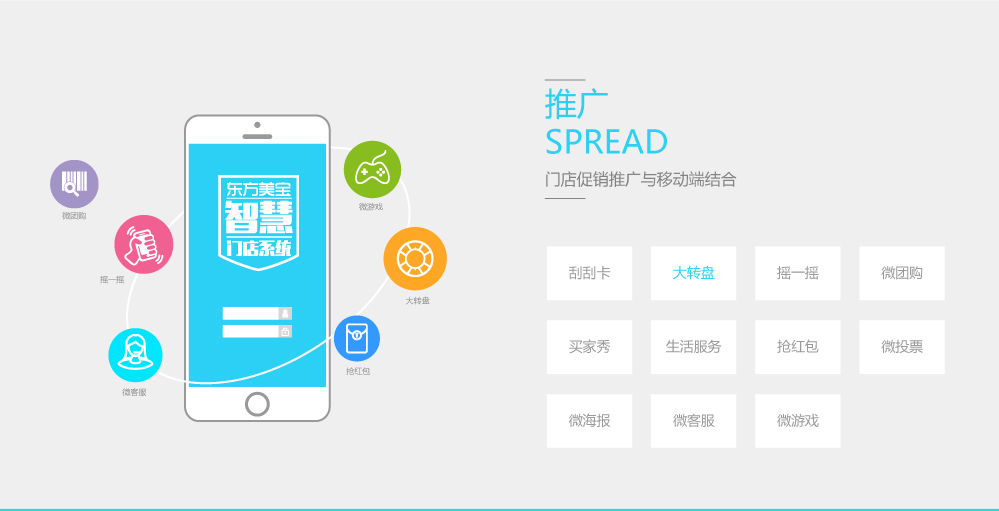 推广
SPREAD
门店促销推广与移动端结合
东方美宝
智慧
门店系统
微团购
摇一摇
微客服
微游戏
大转盘
抢红包
刮刮卡
大转盘
摇一摇
微团购
买家秀
生活服务
抢红包
微投票
微海报
微客服
微游戏